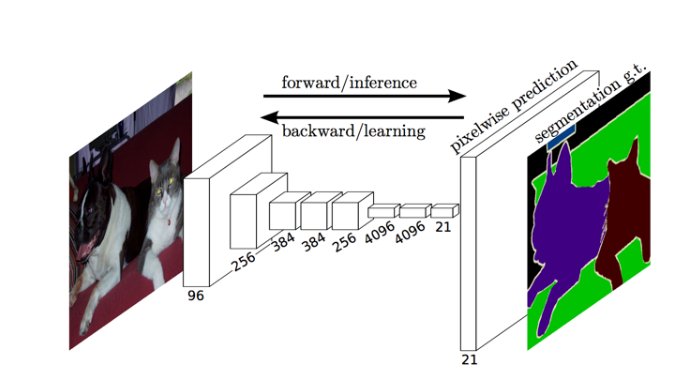 forward/inference
backward/learning
pixelwise prediction
segmentation g.t.
96
256
384
384
256
4096
4096
21
21